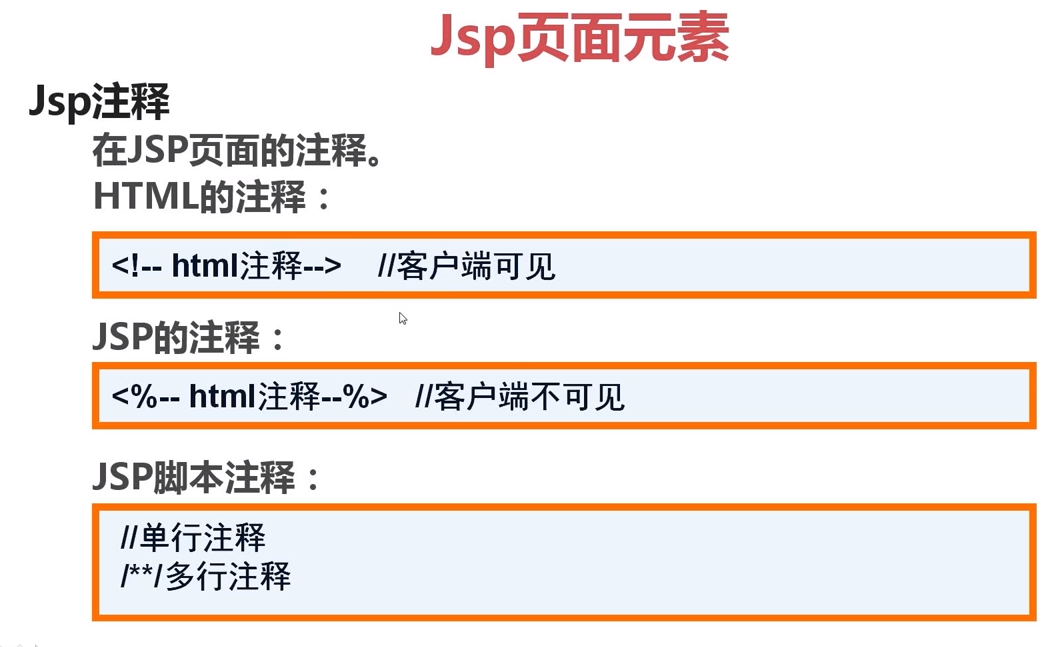 Jsp页面元素
Jsp注释
在JSP页面的注释。
HTML的注释：
<!-- html注释-->    //客户端可见
JSP的注释：
<%-- html注释--%>   //客户端不可见
JSP脚本注释：
//单行注释
/**/多行注释